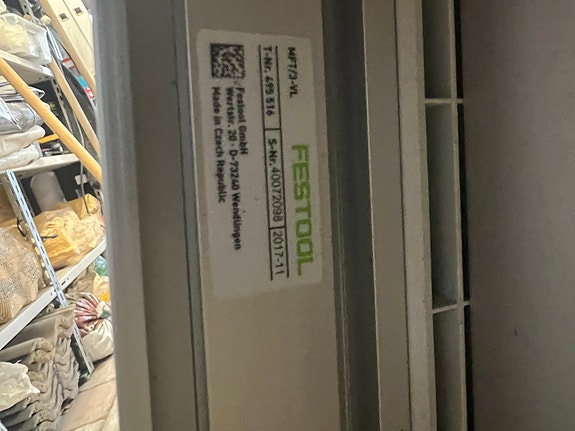 FESTOOL
MFT/3-VL
T-Nr. 495 516 S-Nr. 40072098 2017-11
Festool GmbH
Wertstr. 20 · D-73240 Wendlingen
Made in Czech Republic